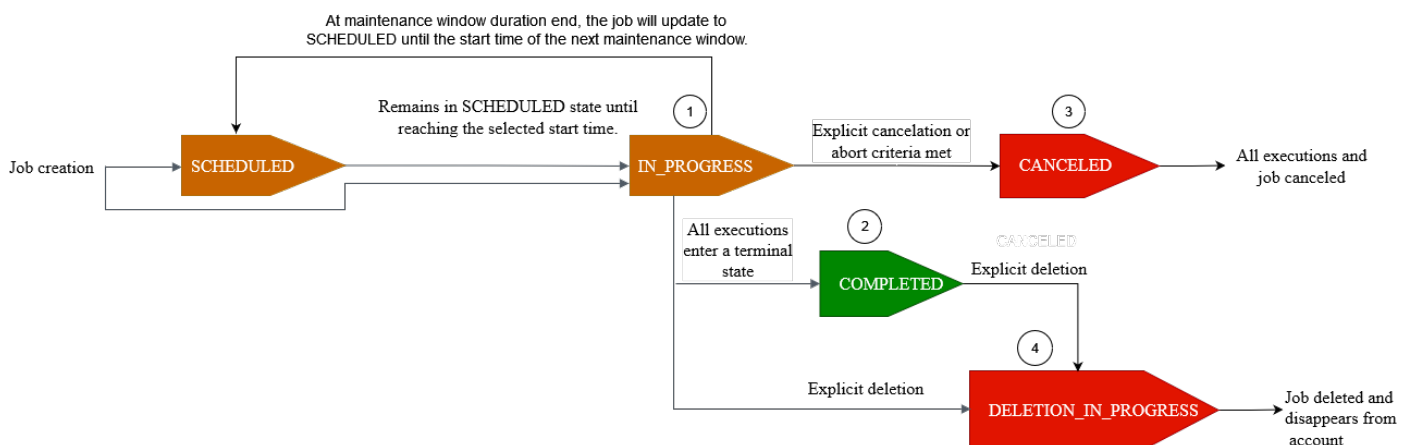 At maintenance window duration end, the job will update to
SCHEDULED until the start time of the next maintenance window.
Remains in SCHEDULED state until
reaching the selected start time.
1
3
Job creation
SCHEDULED
IN_PROGRESS
Explicit cancelation or
abort criteria met
CANCELED
All executions and
job canceled
All executions
enter a terminal
state
2
CANCELED
COMPLETED
Explicit deletion
4
Explicit deletion
DELETION_IN_PROGRESS
Job deleted and
disappears from
account